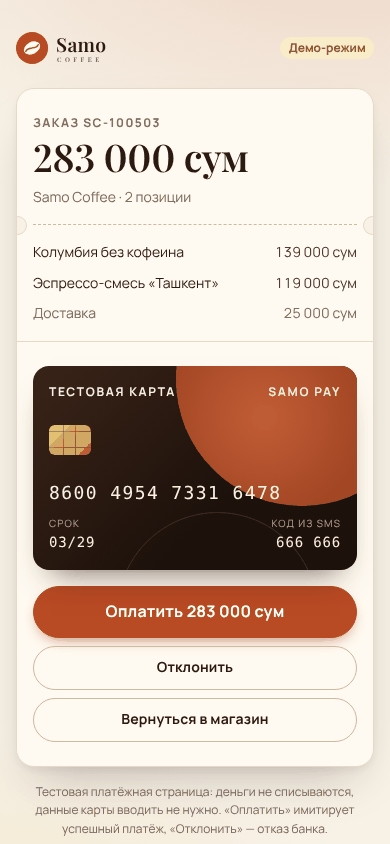 Samo
COFFEE
Демо-режим
ЗАКАЗ SC-100503
283 000 сум
Samo Coffee · 2 позиции
Колумбия без кофеина 139 000 сум
Эспрессо-смесь «Ташкент» 119 000 сум
Доставка 25 000 сум
ТЕСТОВАЯ КАРТА SAMO PAY
8600 4954 7331 6478
СРОК КОД ИЗ SMS
03/29 666 666
Оплатить 283 000 сум
Отклонить
Вернуться в магазин
Тестовая платёжная страница: деньги не списываются,
данные карты вводить не нужно. «Оплатить» имитирует
успешный платёж, «Отклонить» — отказ банка.